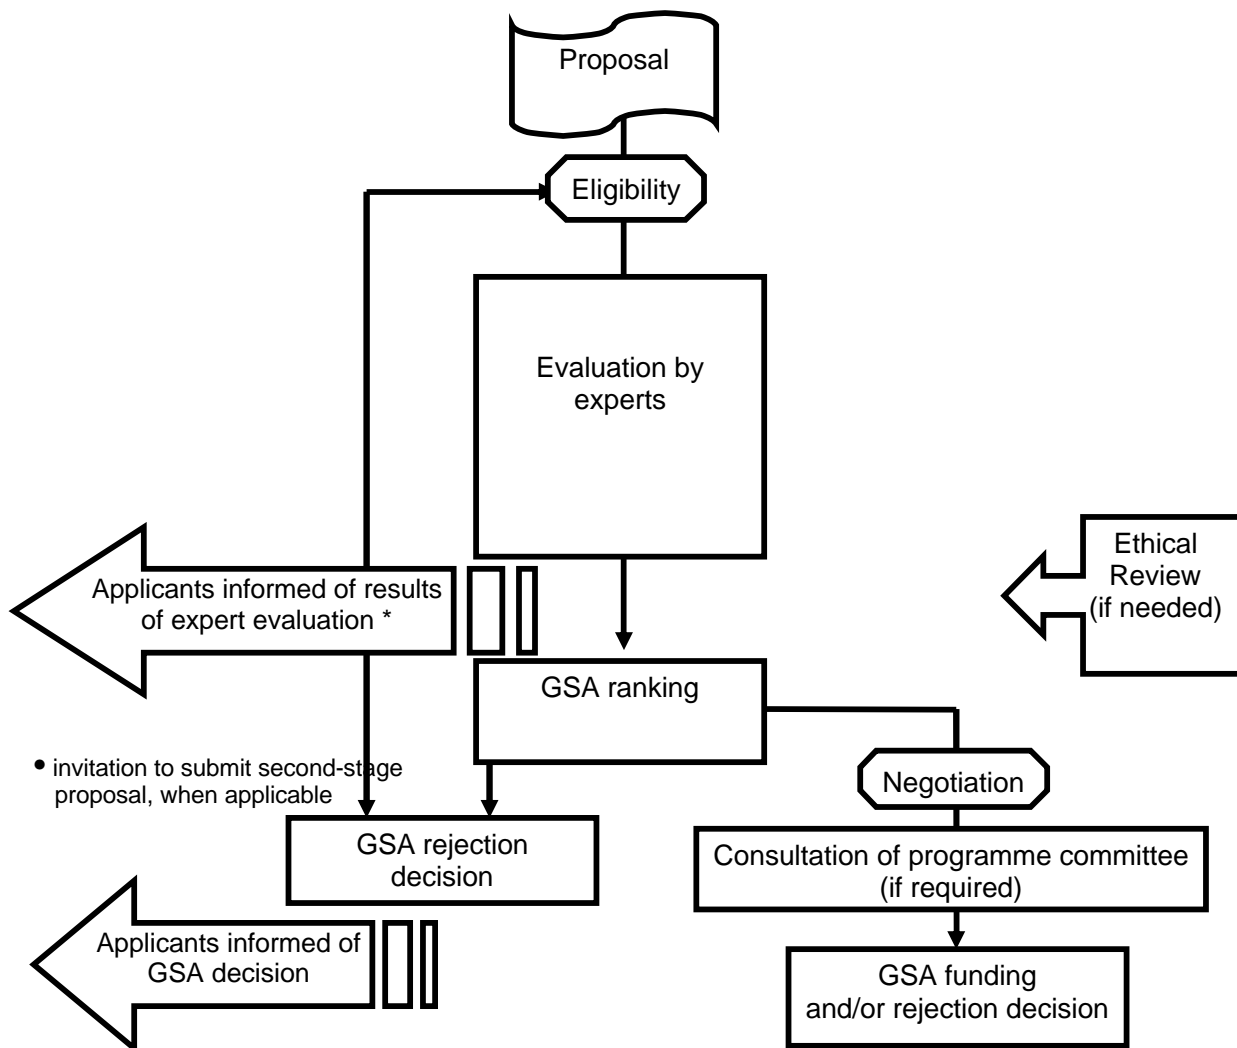 Proposal
Eligibility
Evaluation by
experts
Ethical
Review
(if needed)
Applicants informed of results
of expert evaluation *
GSA ranking
• invitation to submit second-stage
proposal, when applicable
Negotiation
GSA rejection
decision
Consultation of programme committee
(if required)
Applicants informed of
GSA decision
GSA funding
and/or rejection decision